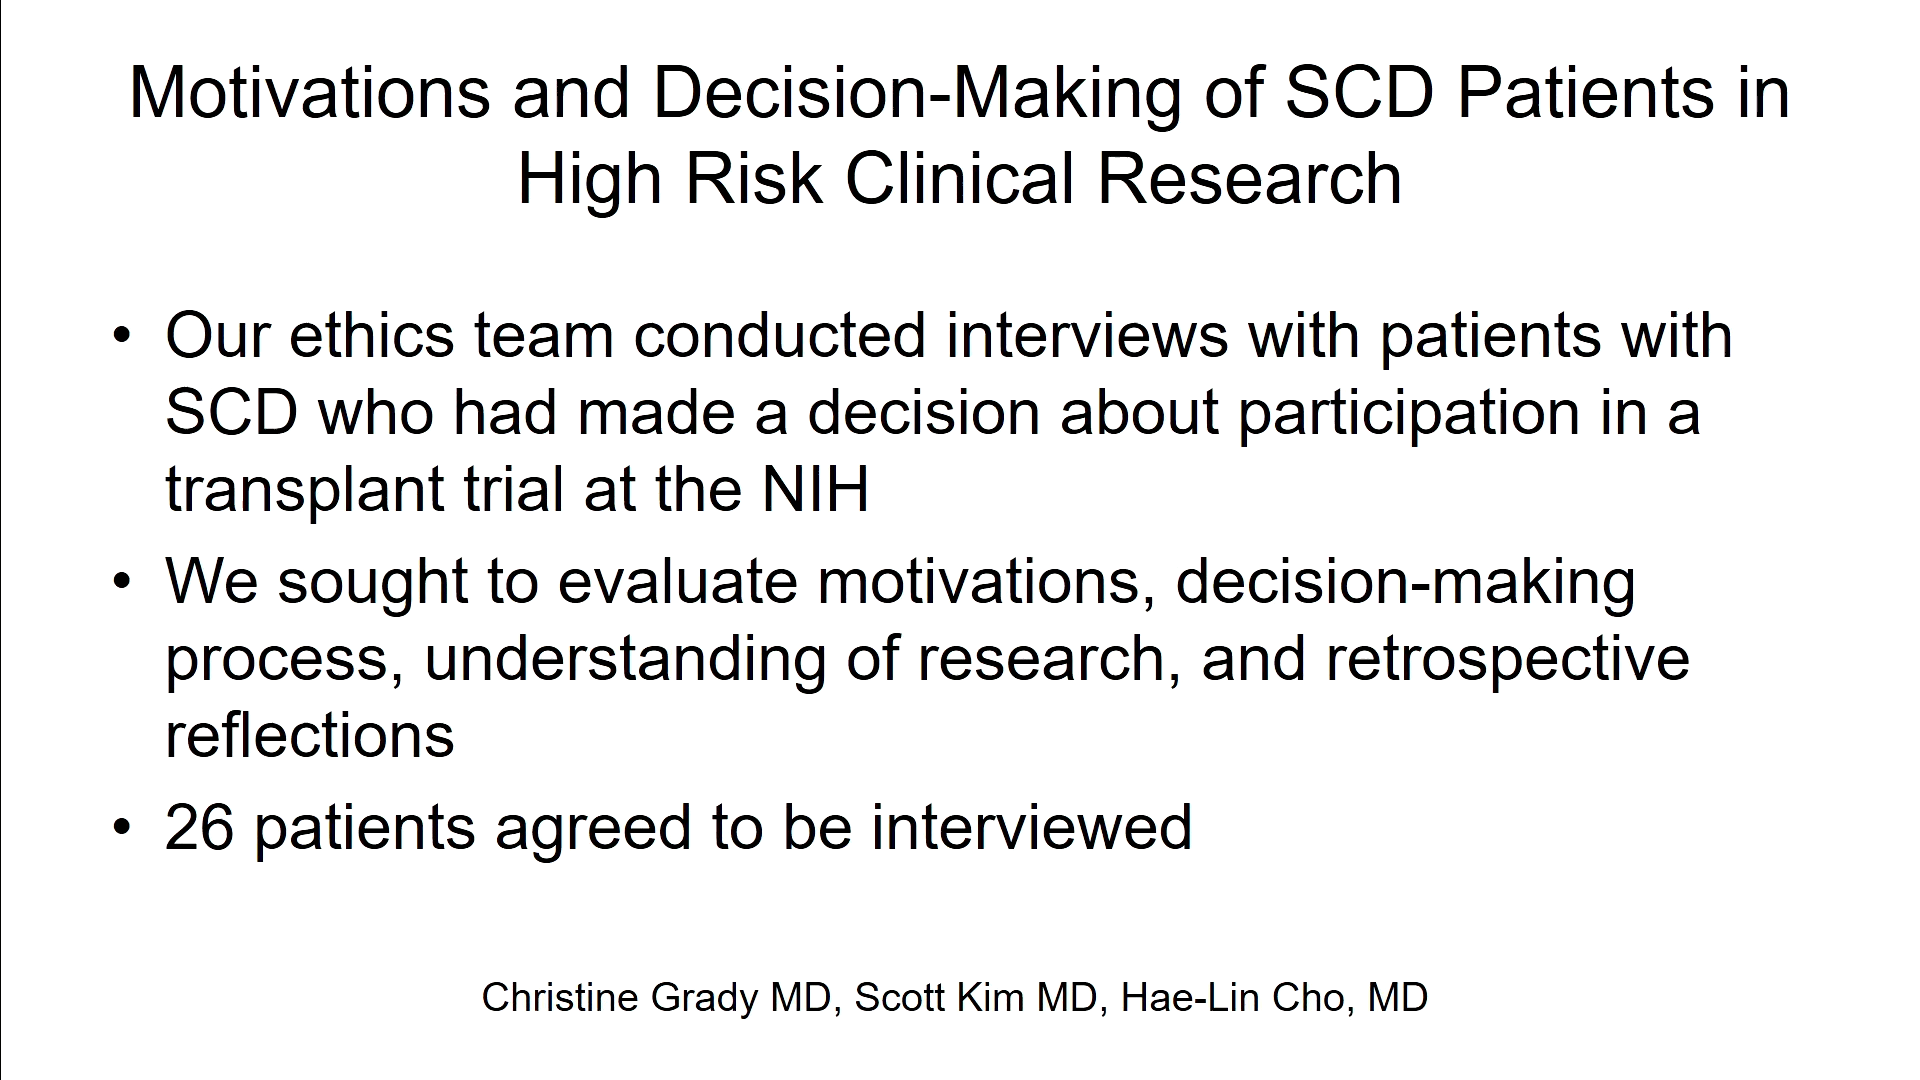 Motivations and Decision-Making of SCD Patients in
High Risk Clinical Research
• Our ethics team conducted interviews with patients with
SCD who had made a decision about participation in a
transplant trial at the NIH
• We sought to evaluate motivations, decision-making
process, understanding of research, and retrospective
reflections
• 26 patients agreed to be interviewed
Christine Grady MD, Scott Kim MD, Hae-Lin Cho, MD